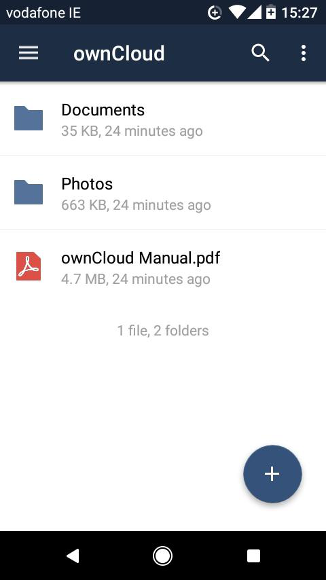 vodafone IE
15:27
ownCloud
Documents
35 KB, 24 minutes ago
Photos
663 KB, 24 minutes ago
ownCloud Manual.pdf
4.7 MB, 24 minutes ago
1 file, 2 folders